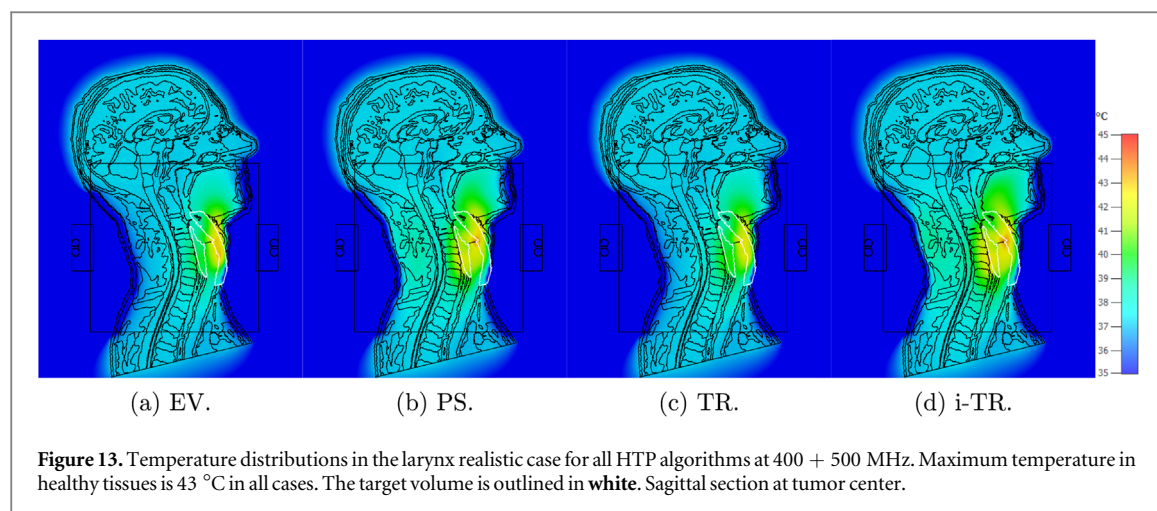 °C
45
44
43
42
41
40
39
38
37
36
35
(a) EV. (b) PS. (c) TR. (d) i-TR.
Figure 13. Temperature distributions in the larynx realistic case for all HTP algorithms at 400 + 500 MHz. Maximum temperature in
healthy tissues is 43 °C in all cases. The target volume is outlined in white. Sagittal section at tumor center.